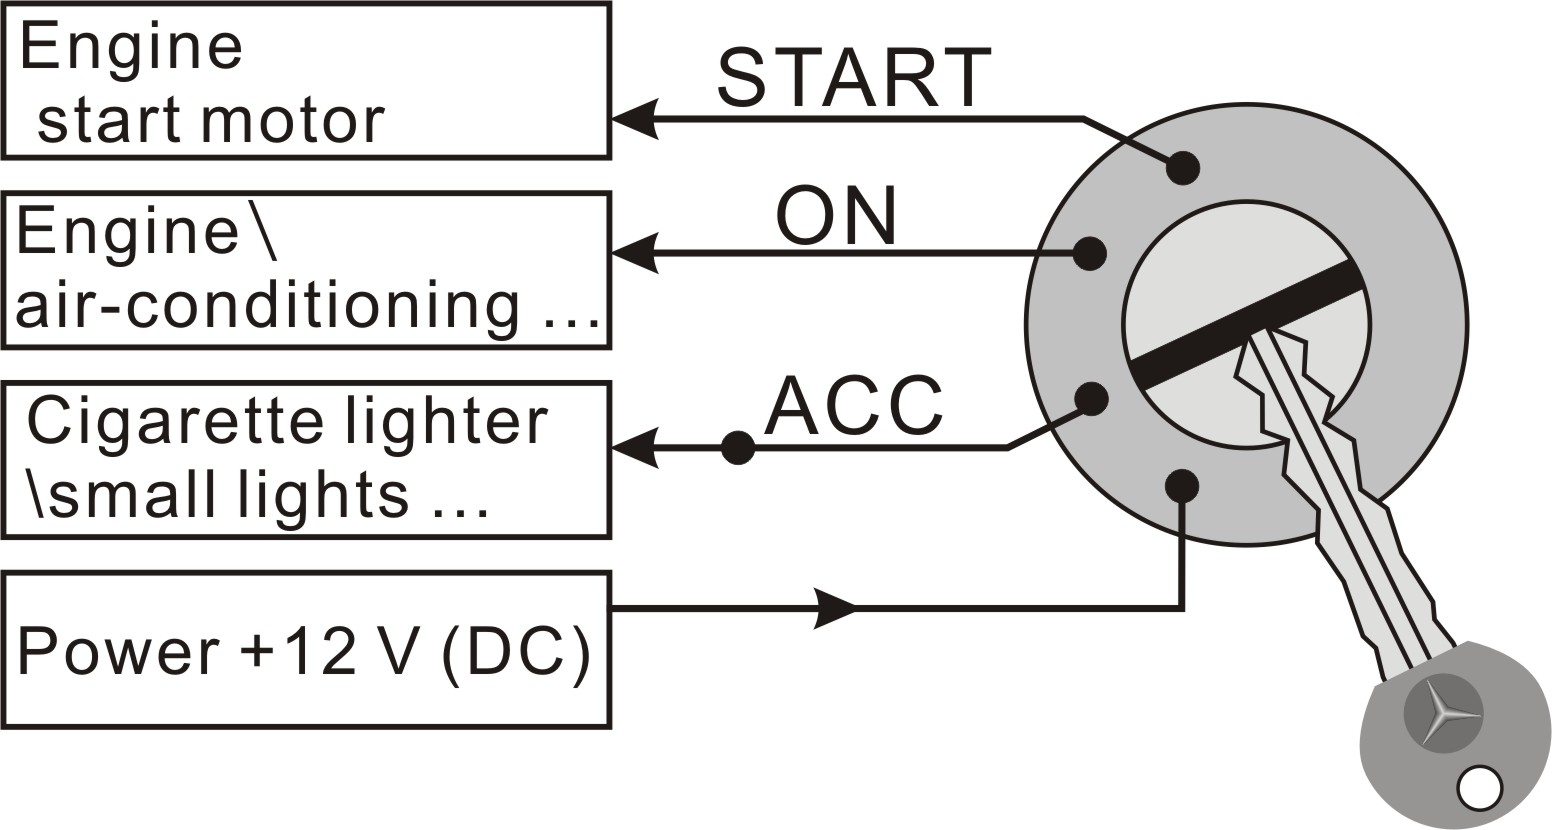 Engine
start motor
START
Engine\
air-conditioning ...
ON
Cigarette lighter
\small lights ...
ACC
Power +12 V (DC)